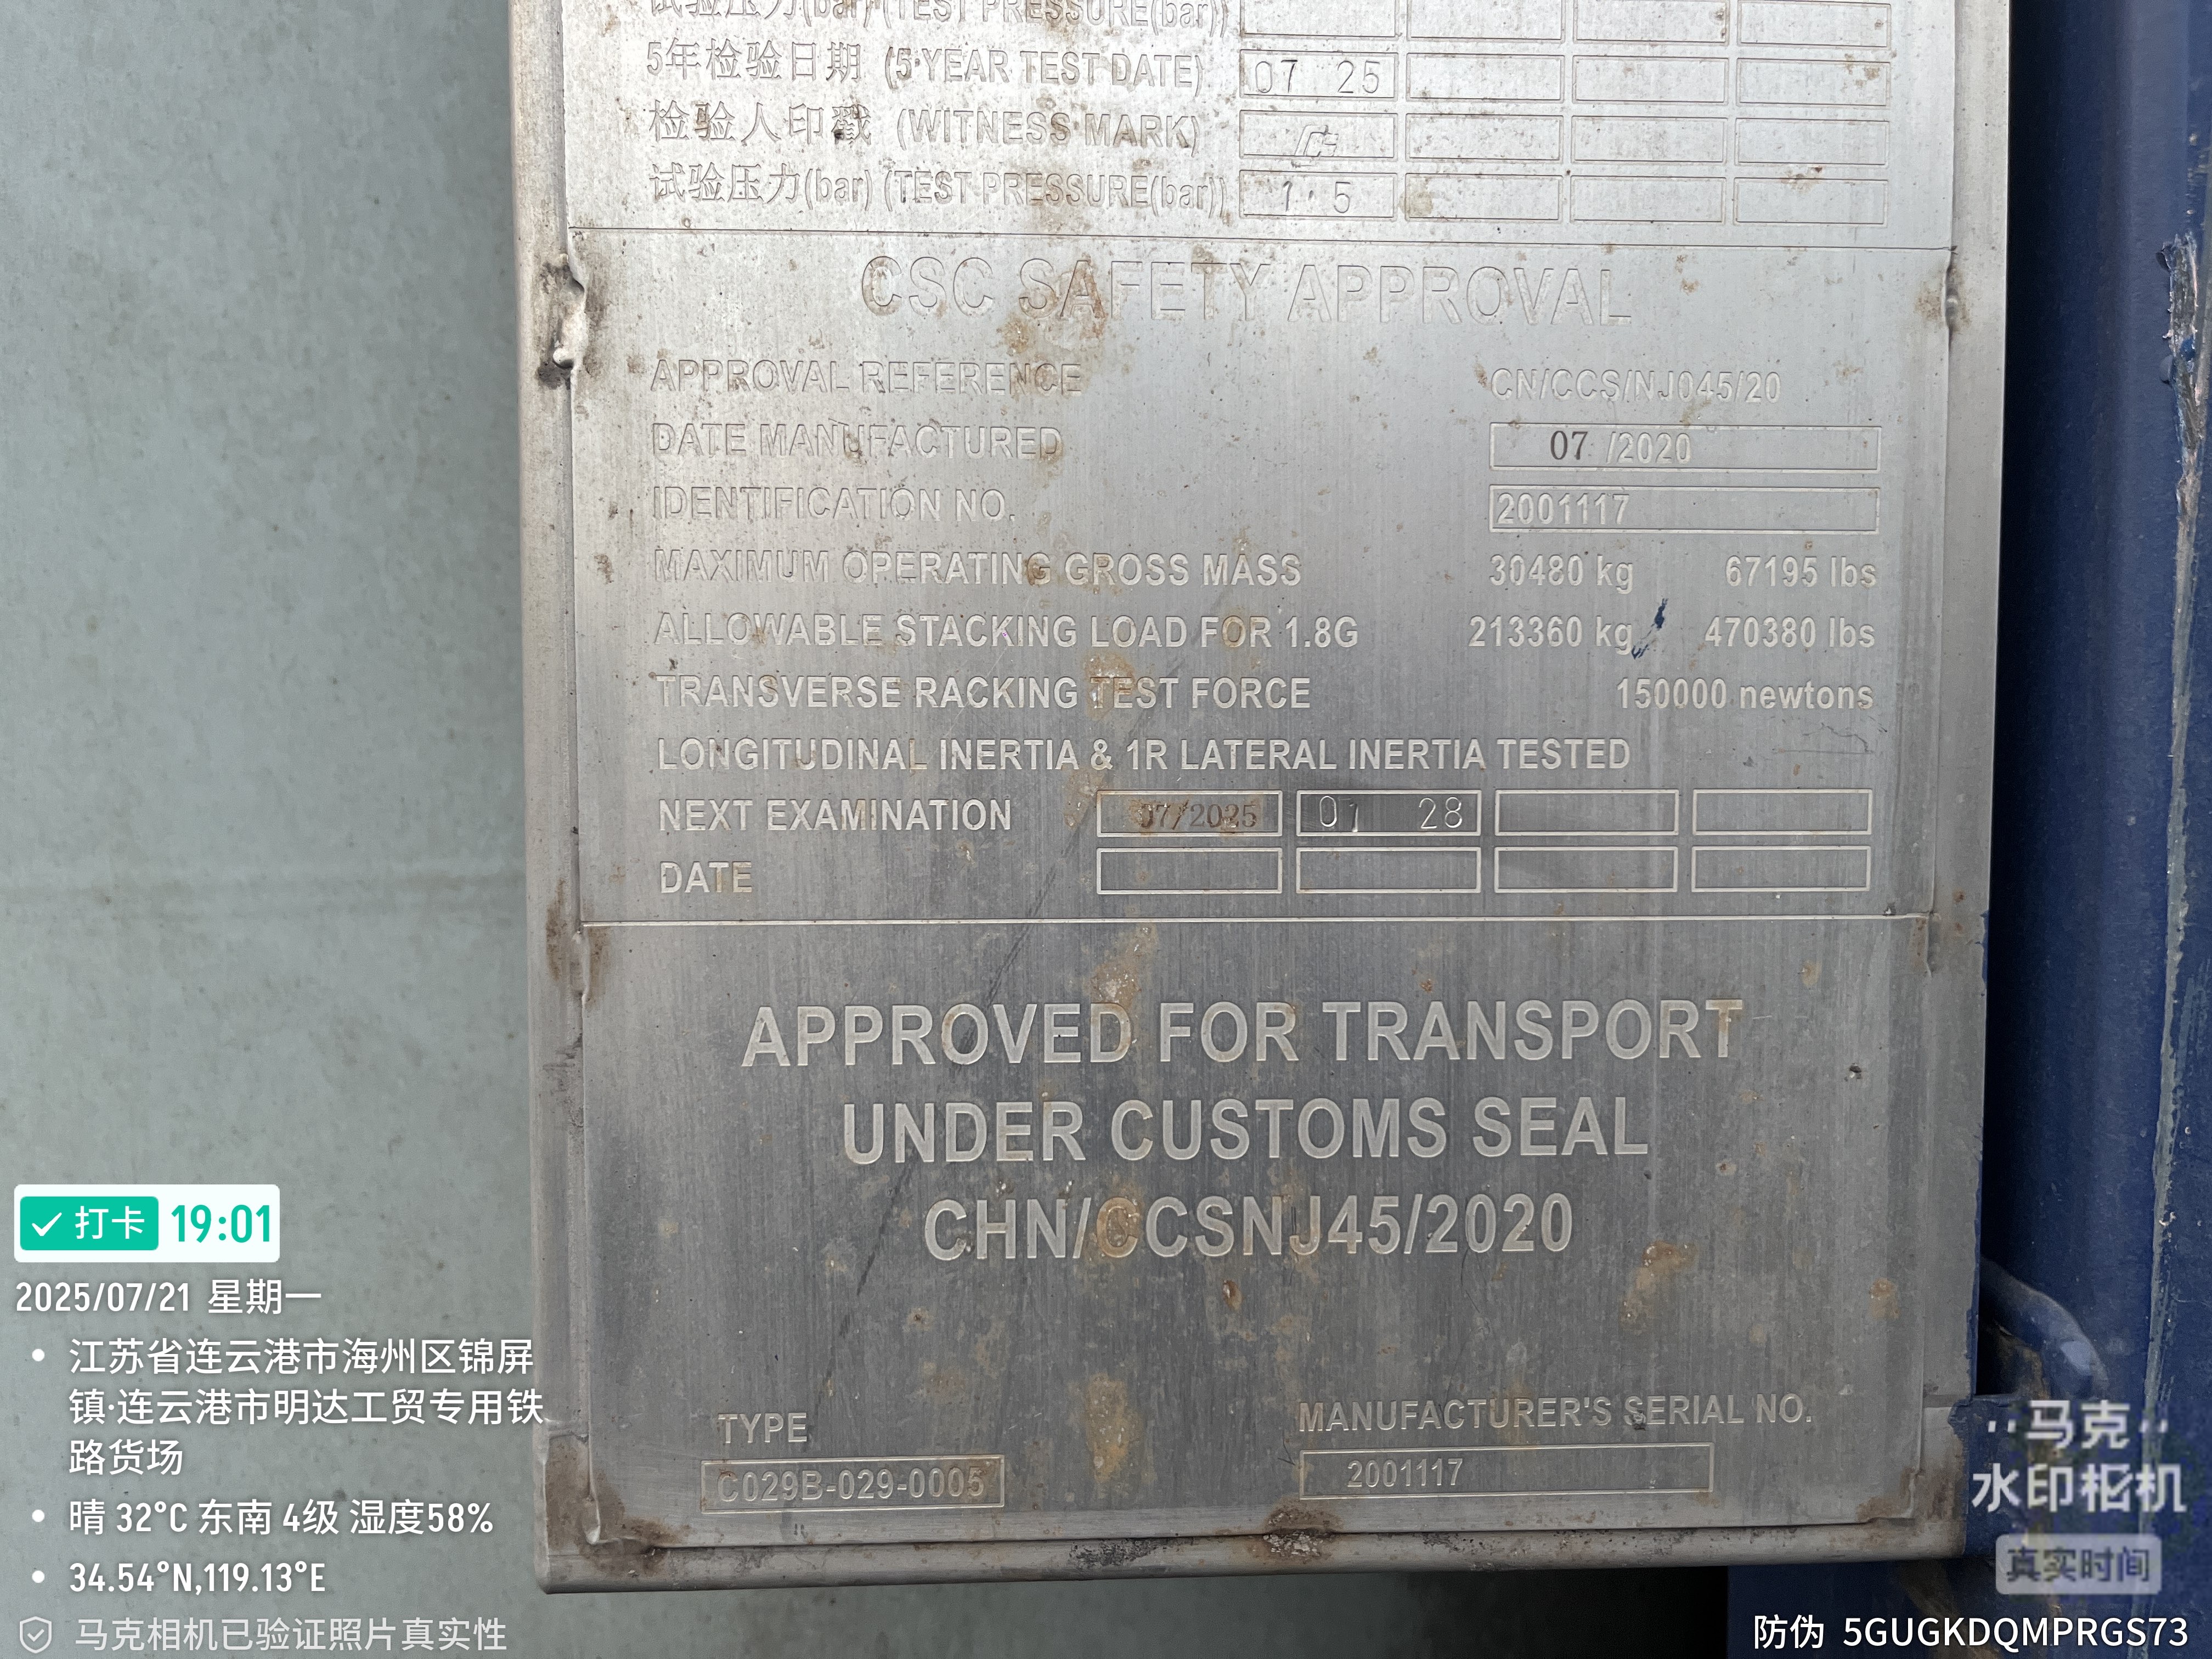 试验压力(bar) (TEST PRESSURE(bar))
5年检验日期 (5-YEAR TEST DATE) 07 25
检验人印戳 (WITNESS MARK)
试验压力(bar) (TEST PRESSURE(bar)) 1.5
CSC SAFETY APPROVAL
APPROVAL REFERENCE CN/CCS/NJ045/20
DATE MANUFACTURED 07 /2020
IDENTIFICATION NO. 2001117
MAXIMUM OPERATING GROSS MASS 30480 kg 67195 lbs
ALLOWABLE STACKING LOAD FOR 1.8G 213360 kg 470380 lbs
TRANSVERSE RACKING TEST FORCE 150000 newtons
LONGITUDINAL INERTIA & 1R LATERAL INERTIA TESTED
NEXT EXAMINATION 07/2025 01 28
DATE
APPROVED FOR TRANSPORT
UNDER CUSTOMS SEAL
CHN/CCSNJ45/2020
TYPE MANUFACTURER'S SERIAL NO.
C029B-029-0005 2001117
打卡 19:01
2025/07/21 星期一
江苏省连云港市海州区锦屏
镇·连云港市明达工贸专用铁
路货场
晴 32°C 东南 4级 湿度58%
34.54°N,119.13°E
马克相机已验证照片真实性
马克
水印相机
真实时间
防伪 5GUGKDQMPRGS73